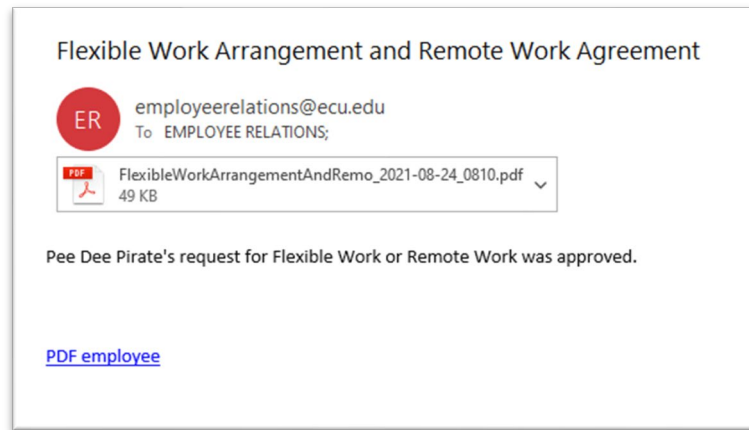 Flexible Work Arrangement and Remote Work Agreement
ER
employeerelations@ecu.edu
To EMPLOYEE RELATIONS;
PDF
FlexibleWorkArrangementAndRemo_2021-08-24_0810.pdf
49 KB
Pee Dee Pirate's request for Flexible Work or Remote Work was approved.
PDF employee